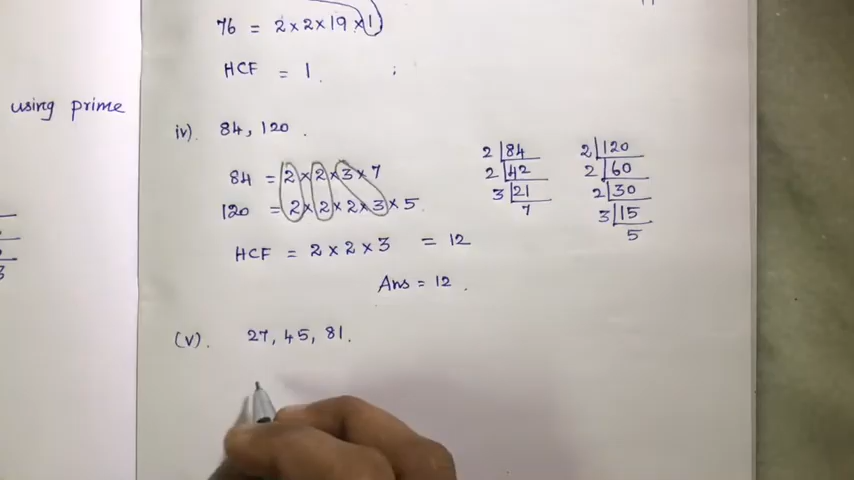 76 = 2 × 2 × 19 × 1
HCF = 1.
using prime
iv). 84, 120.
84 = 2 × 2 × 3 × 7
120 = 2 × 2 × 2 × 3 × 5
HCF = 2 × 2 × 3 = 12
Ans = 12.
2 | 84
2 | 42
3 | 21
7
2 | 120
2 | 60
2 | 30
3 | 15
5
(v). 27, 45, 81.